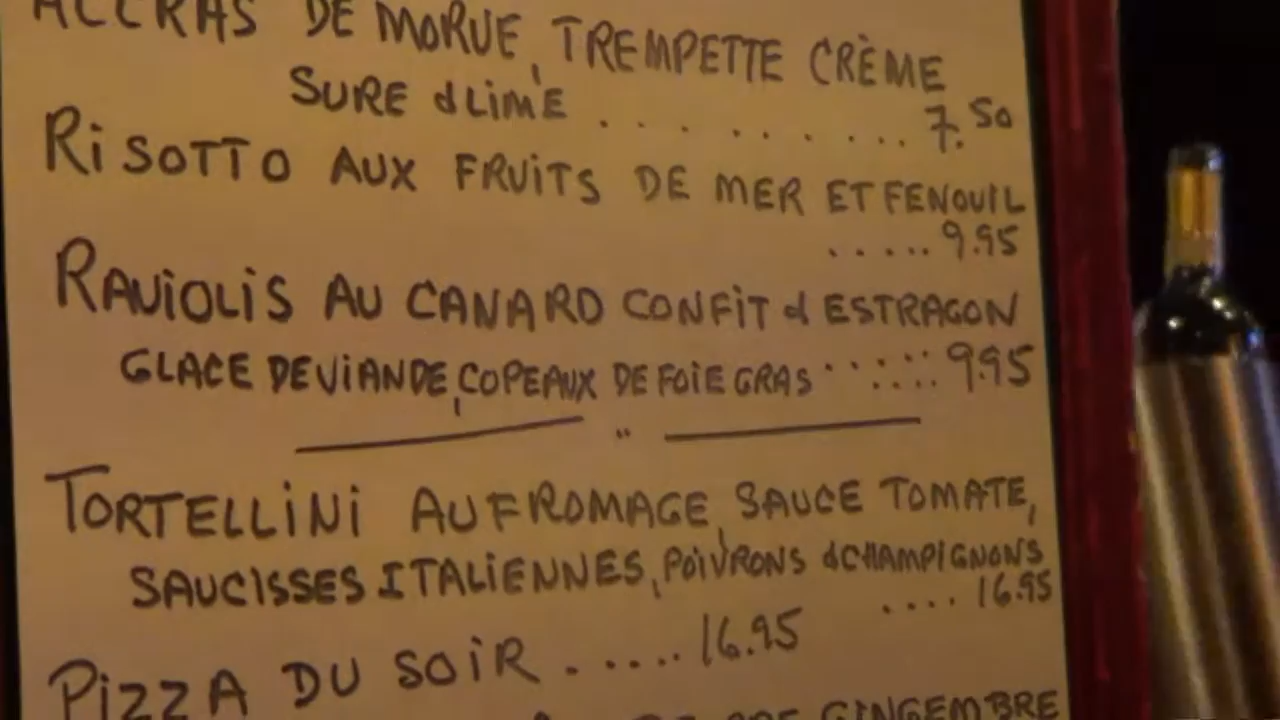 ACCRAS DE MORUE, TREMPETTE CRÈME
SURE & LIME .......... 7.50
RISOTTO AUX FRUITS DE MER ET FENOUIL
..... 9.95
RAVIOLIS AU CANARD CONFIT & ESTRAGON
GLACE DE VIANDE, COPEAUX DE FOIE GRAS ...... 9.95
TORTELLINI AU FROMAGE, SAUCE TOMATE,
SAUCISSES ITALIENNES, POIVRONS & CHAMPIGNONS
.... 16.95
PIZZA DU SOIR ...... 16.95
GINGEMBRE